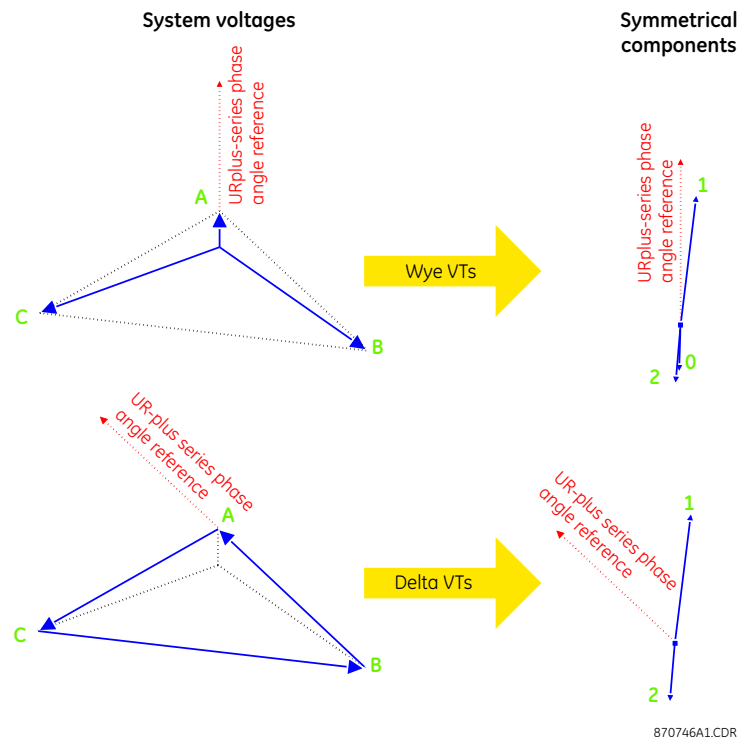 System voltages
Symmetrical
components
URplus-series phase
angle reference
A
C
B
Wye VTs
URplus-series phase
angle reference
1
2
0
UR-plus series phase
angle reference
A
C
B
Delta VTs
UR-plus series phase
angle reference
1
2
870746A1.CDR